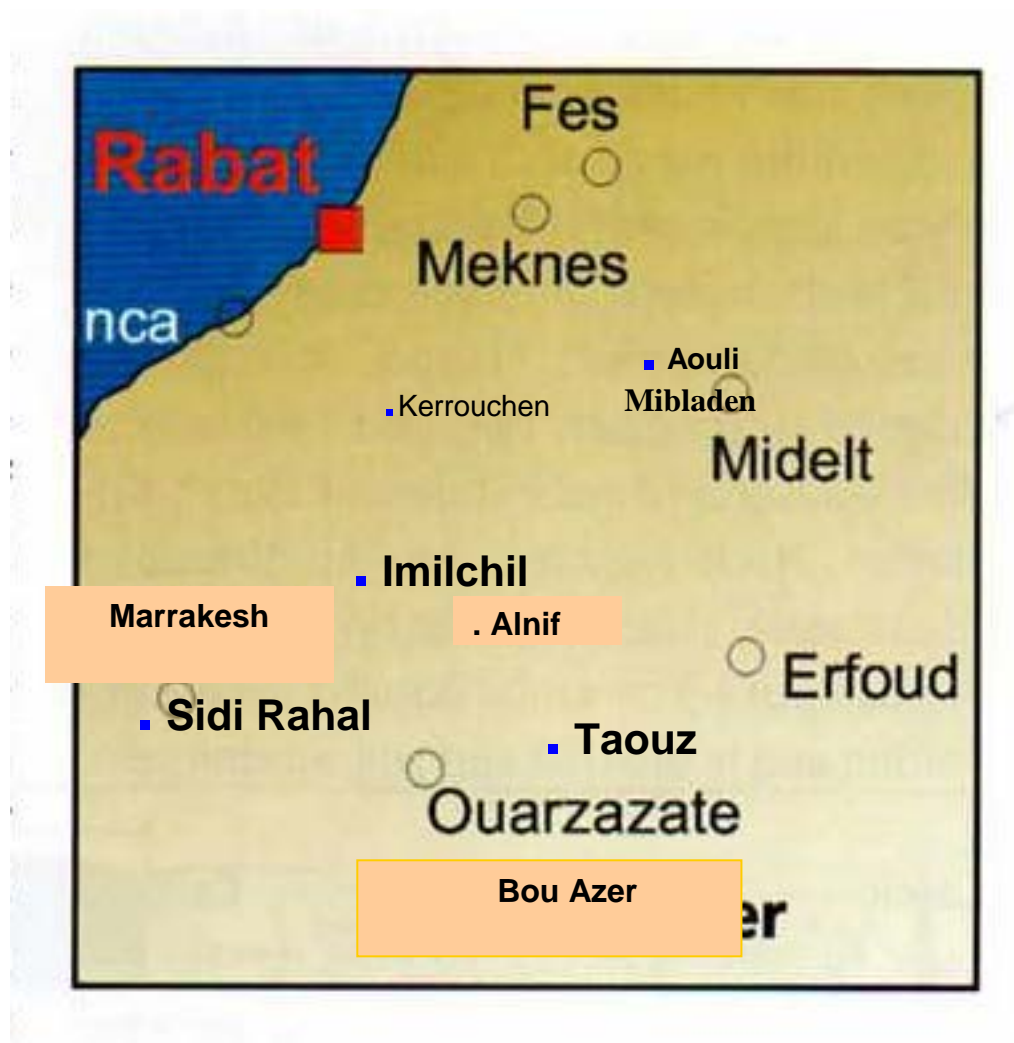 Fes
Rabat
Meknes
nca
Aouli
Kerrouchen
Mibladen
Midelt
Imilchil
Marrakesh
. Alnif
Erfoud
Sidi Rahal
Taouz
Ouarzazate
Bou Azer
er